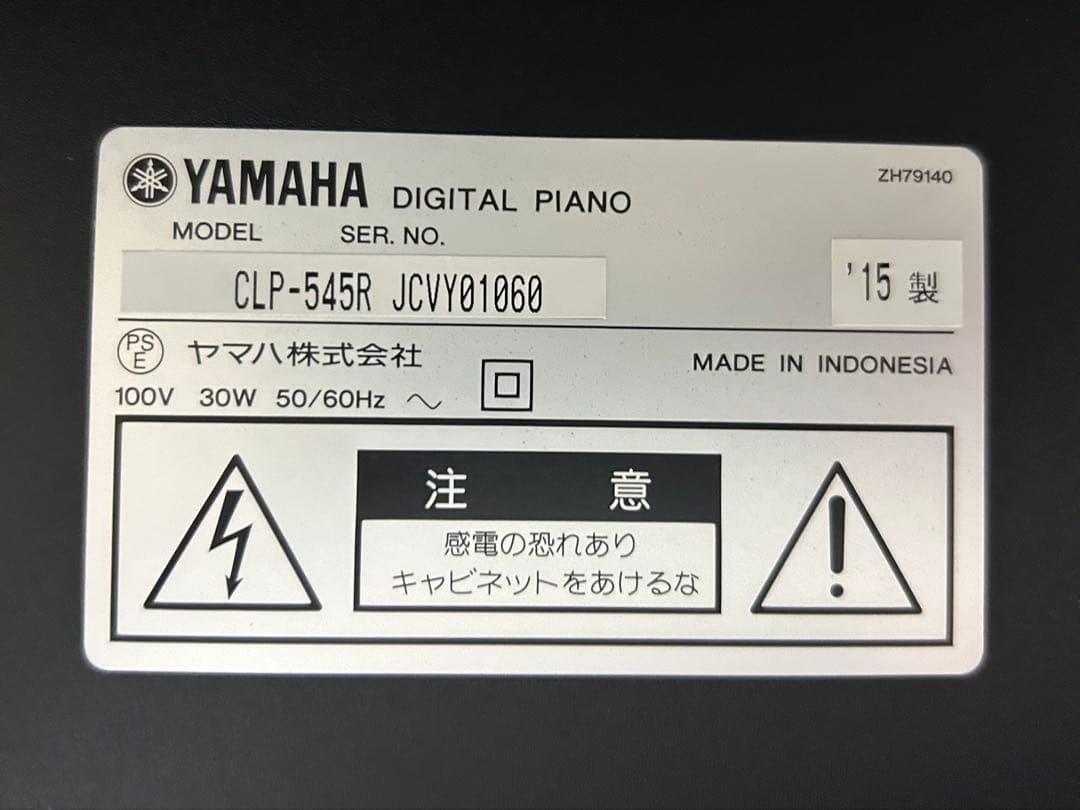 YAMAHA DIGITAL PIANO
ZH79140
MODEL SER. NO.
CLP-545R JCVY01060
'15 製
PS
E
ヤマハ株式会社
MADE IN INDONESIA
100V 30W 50/60Hz ～
注 意
感電の恐れあり
キャビネットをあけるな